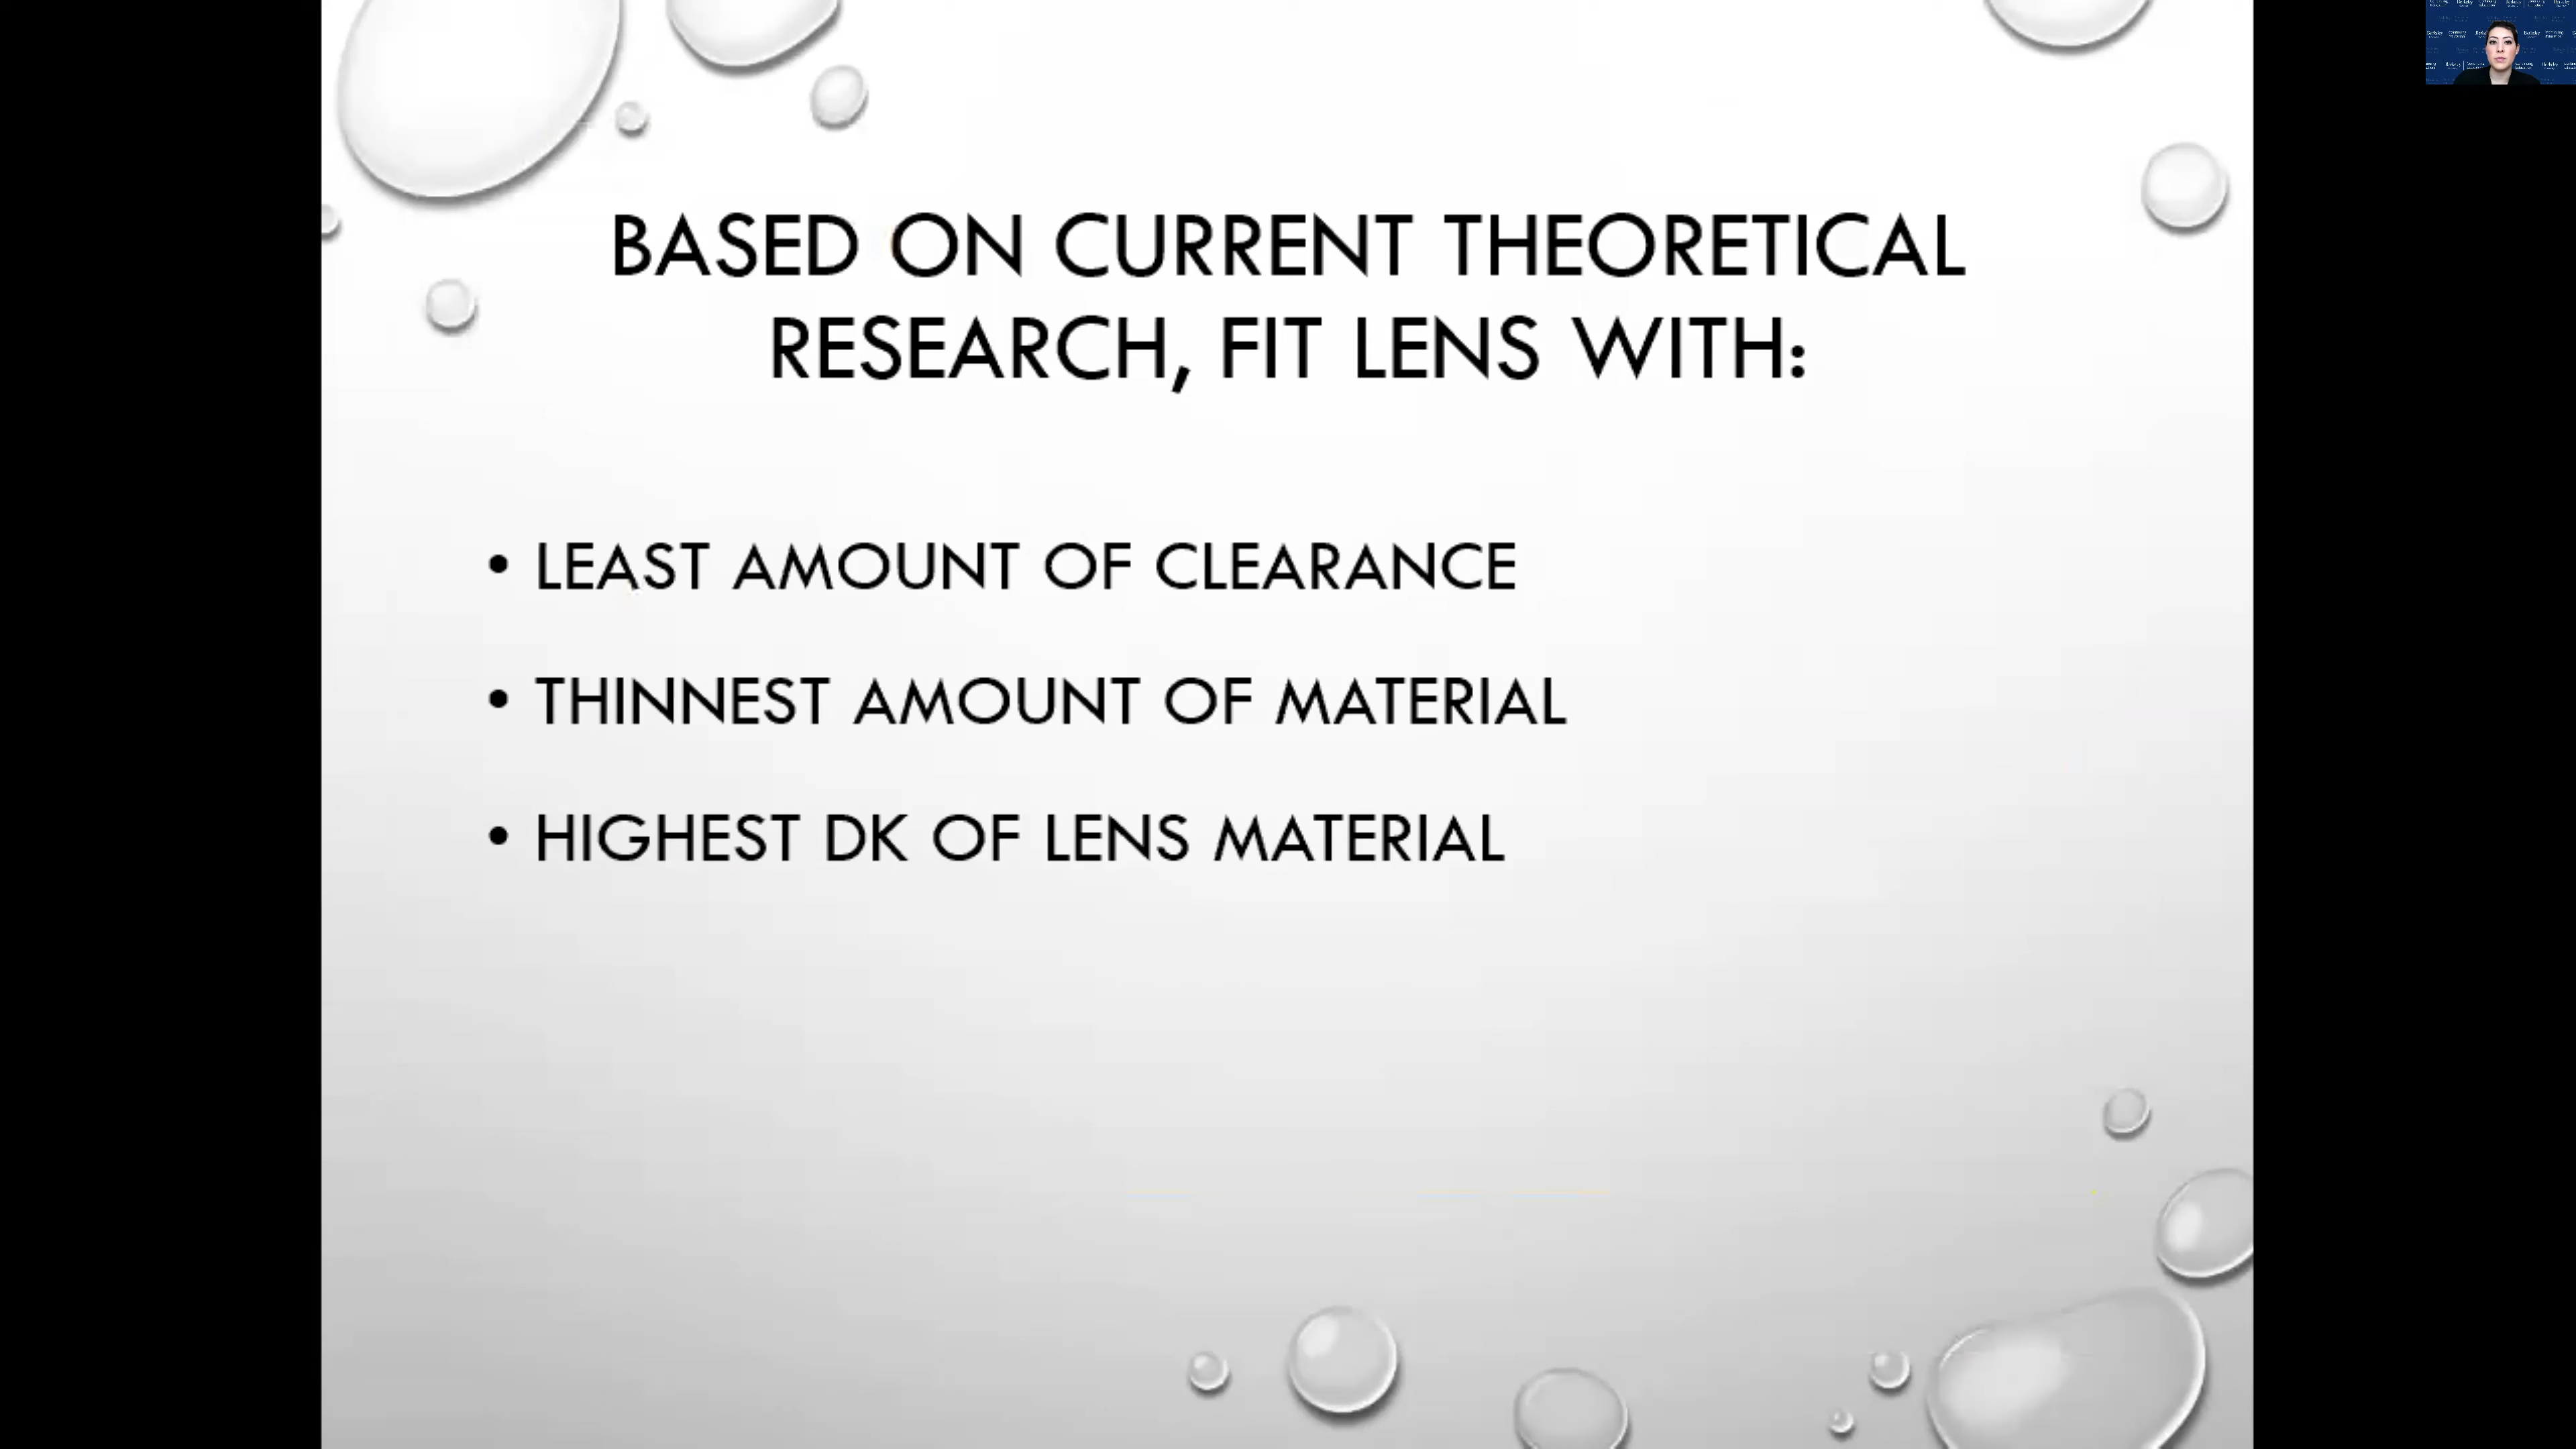 BASED ON CURRENT THEORETICAL
RESEARCH, FIT LENS WITH:
• LEAST AMOUNT OF CLEARANCE
• THINNEST AMOUNT OF MATERIAL
• HIGHEST DK OF LENS MATERIAL